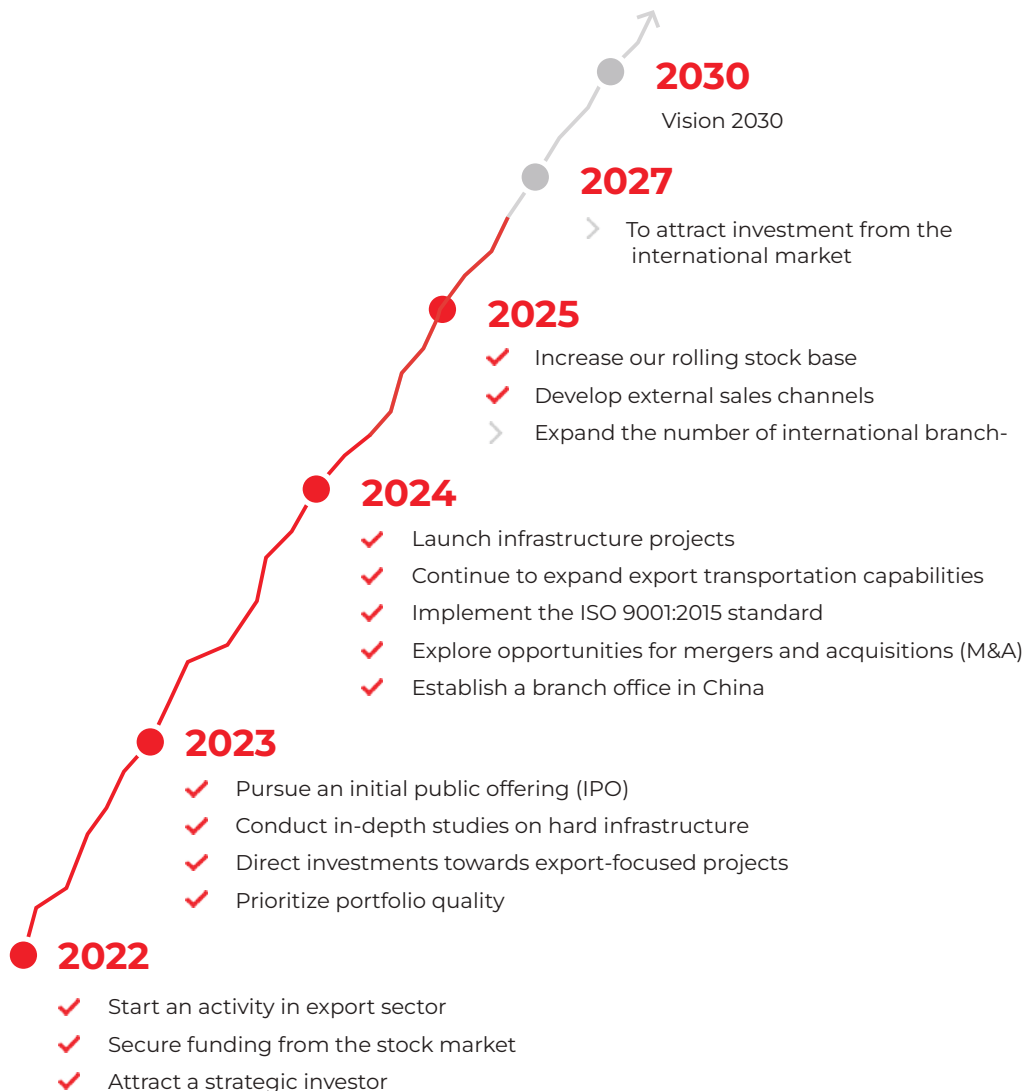 2030
Vision 2030
2027
To attract investment from the
international market
2025
Increase our rolling stock base
Develop external sales channels
Expand the number of international branch-
2024
Launch infrastructure projects
Continue to expand export transportation capabilities
Implement the ISO 9001:2015 standard
Explore opportunities for mergers and acquisitions (M&A)
Establish a branch office in China
2023
Pursue an initial public offering (IPO)
Conduct in-depth studies on hard infrastructure
Direct investments towards export-focused projects
Prioritize portfolio quality
2022
Start an activity in export sector
Secure funding from the stock market
Attract a strategic investor